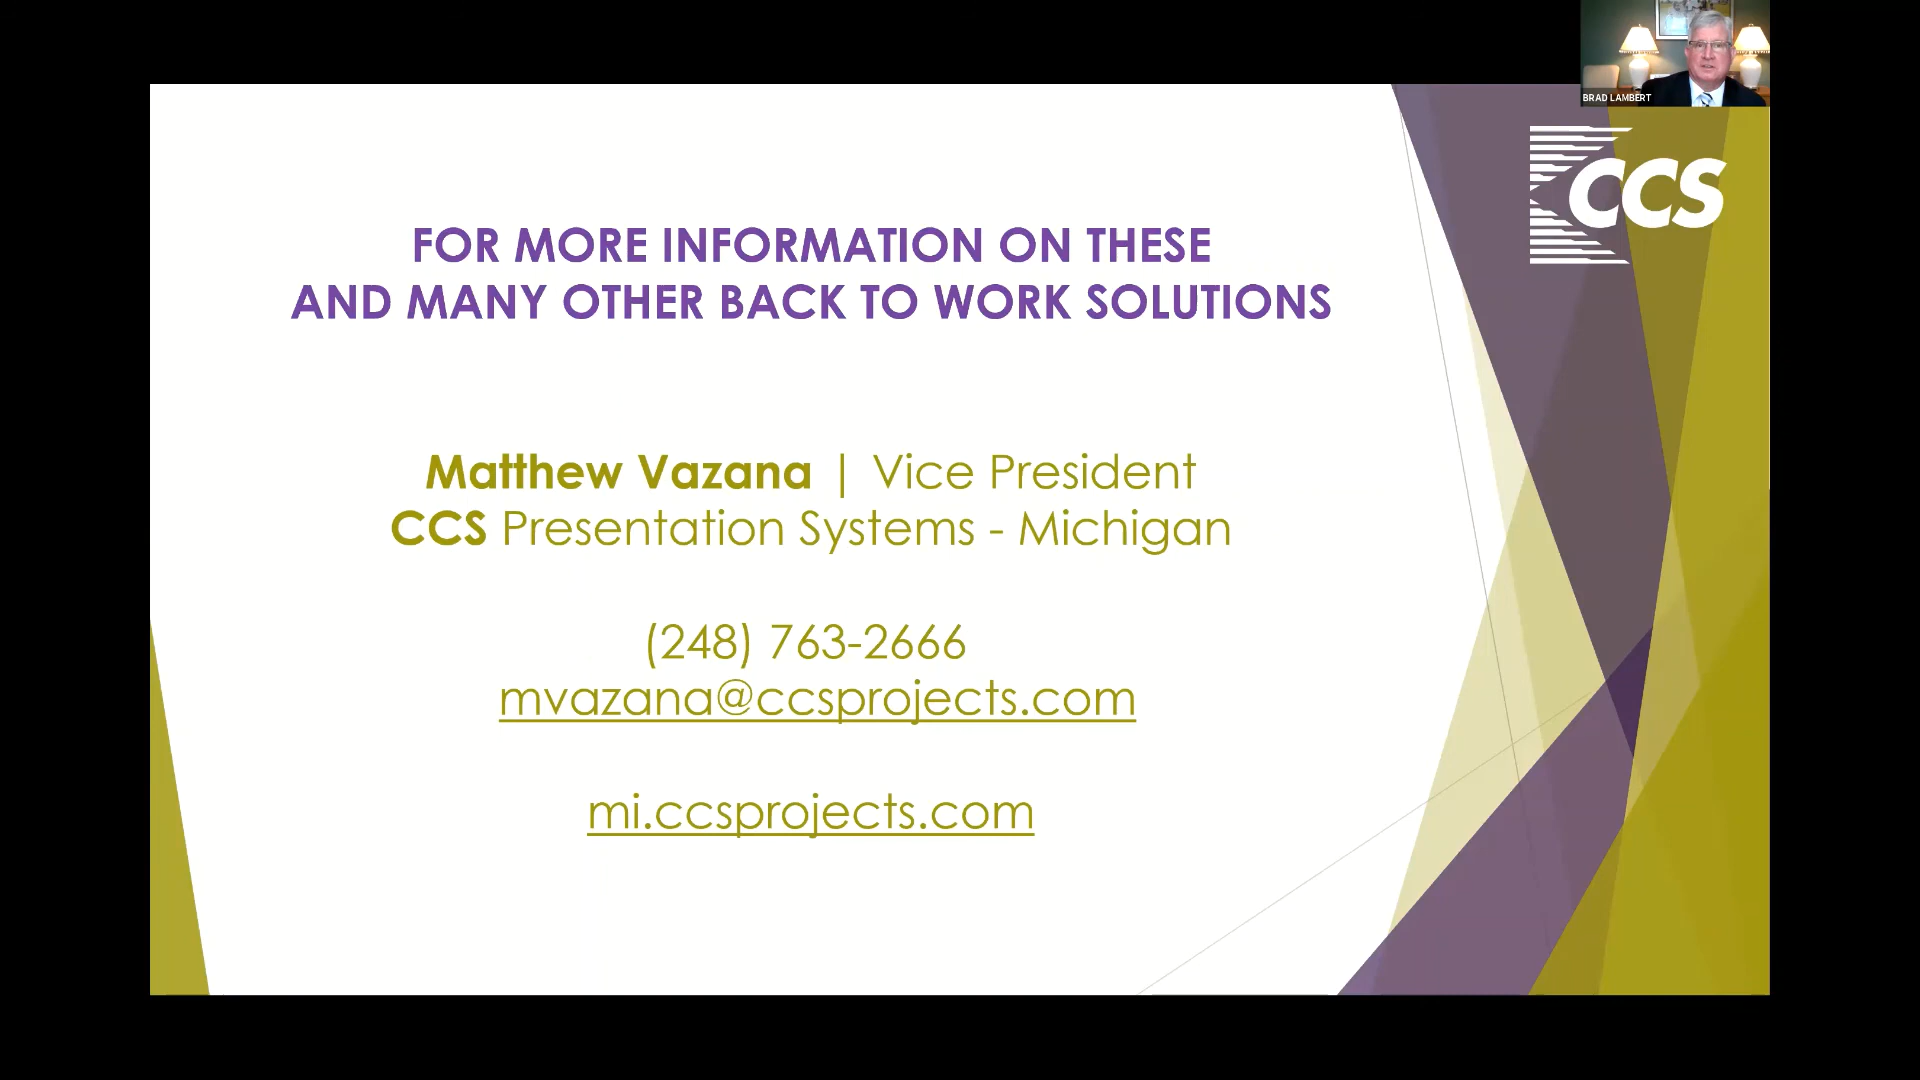 BRAD LAMBERT
CCS
FOR MORE INFORMATION ON THESE
AND MANY OTHER BACK TO WORK SOLUTIONS
Matthew Vazana | Vice President
CCS Presentation Systems - Michigan
(248) 763-2666
mvazana@ccsprojects.com
mi.ccsprojects.com